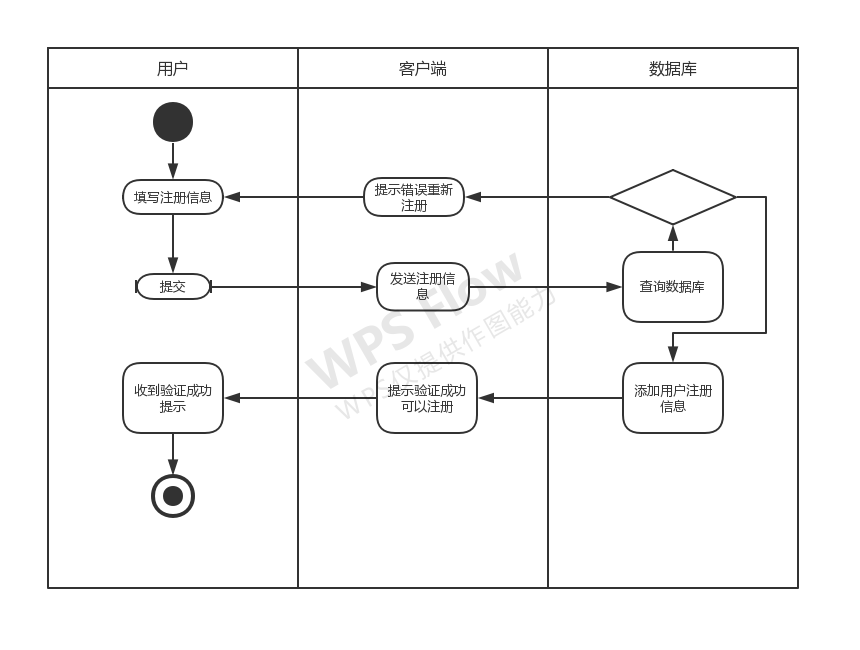 用户
客户端
数据库
填写注册信息
提示错误重新
注册
提交
发送注册信
息
查询数据库
收到验证成功
提示
提示验证成功
可以注册
添加用户注册
信息
WPS Flow
WPS仅提供作图能力